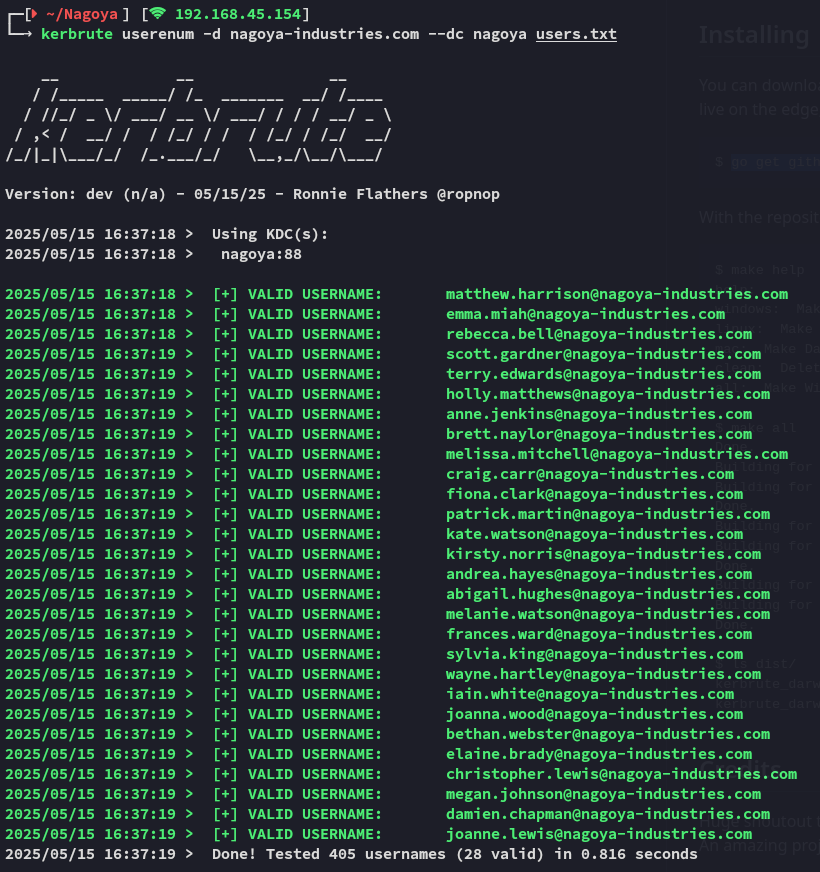 [ ~/Nagoya ] [ 192.168.45.154]
kerbrute userenum -d nagoya-industries.com --dc nagoya users.txt
    __             __               __
   / /_____  _____/ /_  _______  __/ /____
  / //_/ _ \/ ___/ __ \/ ___/ / / / __/ _ \
 / ,< /  __/ /  / /_/ / /  / /_/ / /_/  __/
/_/|_|\___/_/  /_.___/_/   \__,_/\__/\___/
Version: dev (n/a) - 05/15/25 - Ronnie Flathers @ropnop
2025/05/15 16:37:18 >  Using KDC(s):
2025/05/15 16:37:18 >   nagoya:88
2025/05/15 16:37:18 >  [+] VALID USERNAME:       matthew.harrison@nagoya-industries.com
2025/05/15 16:37:18 >  [+] VALID USERNAME:       emma.miah@nagoya-industries.com
2025/05/15 16:37:18 >  [+] VALID USERNAME:       rebecca.bell@nagoya-industries.com
2025/05/15 16:37:19 >  [+] VALID USERNAME:       scott.gardner@nagoya-industries.com
2025/05/15 16:37:19 >  [+] VALID USERNAME:       terry.edwards@nagoya-industries.com
2025/05/15 16:37:19 >  [+] VALID USERNAME:       holly.matthews@nagoya-industries.com
2025/05/15 16:37:19 >  [+] VALID USERNAME:       anne.jenkins@nagoya-industries.com
2025/05/15 16:37:19 >  [+] VALID USERNAME:       brett.naylor@nagoya-industries.com
2025/05/15 16:37:19 >  [+] VALID USERNAME:       melissa.mitchell@nagoya-industries.com
2025/05/15 16:37:19 >  [+] VALID USERNAME:       craig.carr@nagoya-industries.com
2025/05/15 16:37:19 >  [+] VALID USERNAME:       fiona.clark@nagoya-industries.com
2025/05/15 16:37:19 >  [+] VALID USERNAME:       patrick.martin@nagoya-industries.com
2025/05/15 16:37:19 >  [+] VALID USERNAME:       kate.watson@nagoya-industries.com
2025/05/15 16:37:19 >  [+] VALID USERNAME:       kirsty.norris@nagoya-industries.com
2025/05/15 16:37:19 >  [+] VALID USERNAME:       andrea.hayes@nagoya-industries.com
2025/05/15 16:37:19 >  [+] VALID USERNAME:       abigail.hughes@nagoya-industries.com
2025/05/15 16:37:19 >  [+] VALID USERNAME:       melanie.watson@nagoya-industries.com
2025/05/15 16:37:19 >  [+] VALID USERNAME:       frances.ward@nagoya-industries.com
2025/05/15 16:37:19 >  [+] VALID USERNAME:       sylvia.king@nagoya-industries.com
2025/05/15 16:37:19 >  [+] VALID USERNAME:       wayne.hartley@nagoya-industries.com
2025/05/15 16:37:19 >  [+] VALID USERNAME:       iain.white@nagoya-industries.com
2025/05/15 16:37:19 >  [+] VALID USERNAME:       joanna.wood@nagoya-industries.com
2025/05/15 16:37:19 >  [+] VALID USERNAME:       bethan.webster@nagoya-industries.com
2025/05/15 16:37:19 >  [+] VALID USERNAME:       elaine.brady@nagoya-industries.com
2025/05/15 16:37:19 >  [+] VALID USERNAME:       christopher.lewis@nagoya-industries.com
2025/05/15 16:37:19 >  [+] VALID USERNAME:       megan.johnson@nagoya-industries.com
2025/05/15 16:37:19 >  [+] VALID USERNAME:       damien.chapman@nagoya-industries.com
2025/05/15 16:37:19 >  [+] VALID USERNAME:       joanne.lewis@nagoya-industries.com
2025/05/15 16:37:19 >  Done! Tested 405 usernames (28 valid) in 0.816 seconds
Installing
You can downloa
live on the edge
With the reposit
$ make help